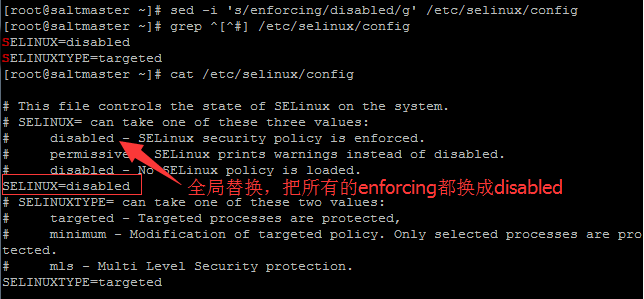 [root@saltmaster ~]# sed -i 's/enforcing/disabled/g' /etc/selinux/config
[root@saltmaster ~]# grep ^[^#] /etc/selinux/config
SELINUX=disabled
SELINUXTYPE=targeted
[root@saltmaster ~]# cat /etc/selinux/config
# This file controls the state of SELinux on the system.
# SELINUX= can take one of these three values:
#     disabled - SELinux security policy is enforced.
#     permissive - SELinux prints warnings instead of disabled.
#     disabled - No SELinux policy is loaded.
SELINUX=disabled
全局替换，把所有的enforcing都换成disabled
# SELINUXTYPE= can take one of these two values:
#     targeted - Targeted processes are protected,
#     minimum - Modification of targeted policy. Only selected processes are pro
tected.
#     mls - Multi Level Security protection.
SELINUXTYPE=targeted